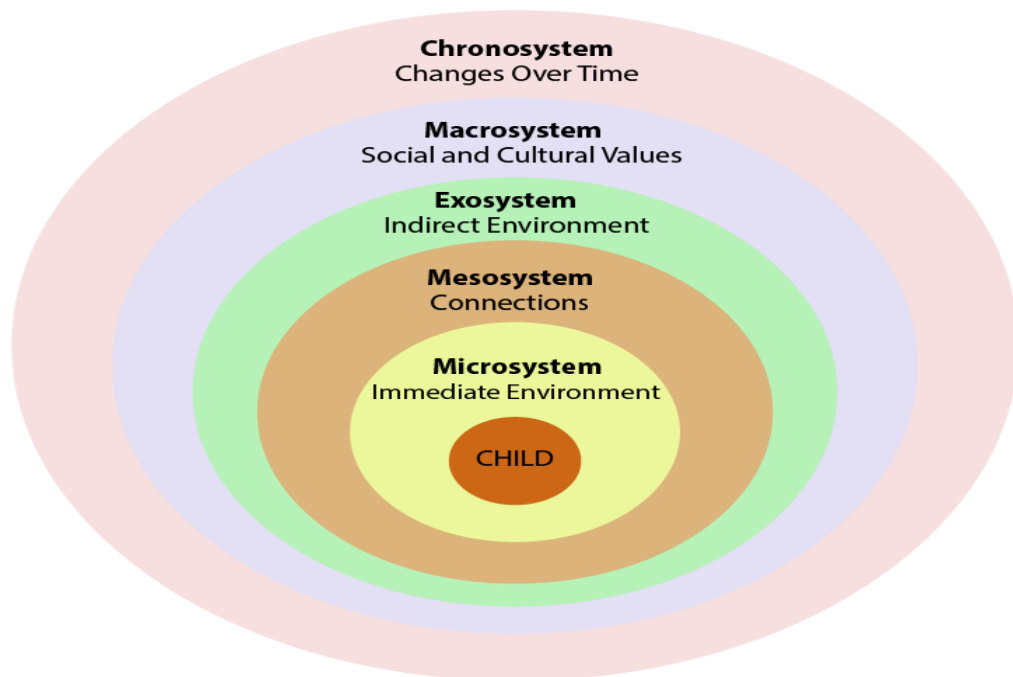 Chronosystem
Changes Over Time
Macrosystem
Social and Cultural Values
Exosystem
Indirect Environment
Mesosystem
Connections
Microsystem
Immediate Environment
CHILD